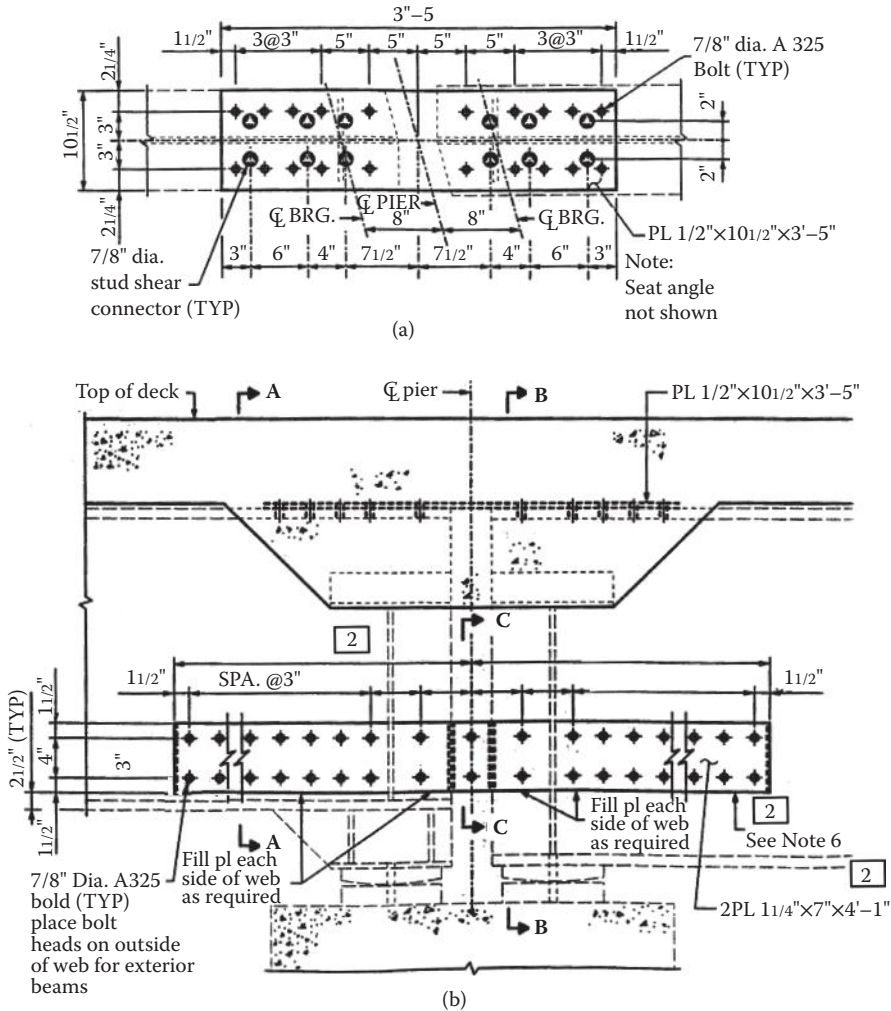 3"–5
1 1/2"
3@3"
5"
5"
5"
5"
3@3"
1 1/2"
7/8" dia. A 325
Bolt (TYP)
2 1/4"
10 1/2"
3"
3"
2 1/4"
2"
2"
℄ BRG.
℄ PIER
8"
8"
℄ BRG.
PL 1/2"×10 1/2"×3'–5"
Note:
Seat angle
not shown
7/8" dia.
stud shear
connector (TYP)
3"
6"
4"
7 1/2"
7 1/2"
4"
6"
3"
(a)
Top of deck
A
℄ pier
B
PL 1/2"×10 1/2"×3'–5"
C
2
1 1/2"
SPA. @3"
1 1/2"
2 1/2" (TYP)
1 1/2"
4"
3"
1 1/2"
A
C
Fill pl each
side of web
as required
Fill pl each
side of web
as required
2
See Note 6
2
2PL 1 1/4"×7"×4'–1"
7/8" Dia. A325
bold (TYP)
place bolt
heads on outside
of web for exterior
beams
B
(b)